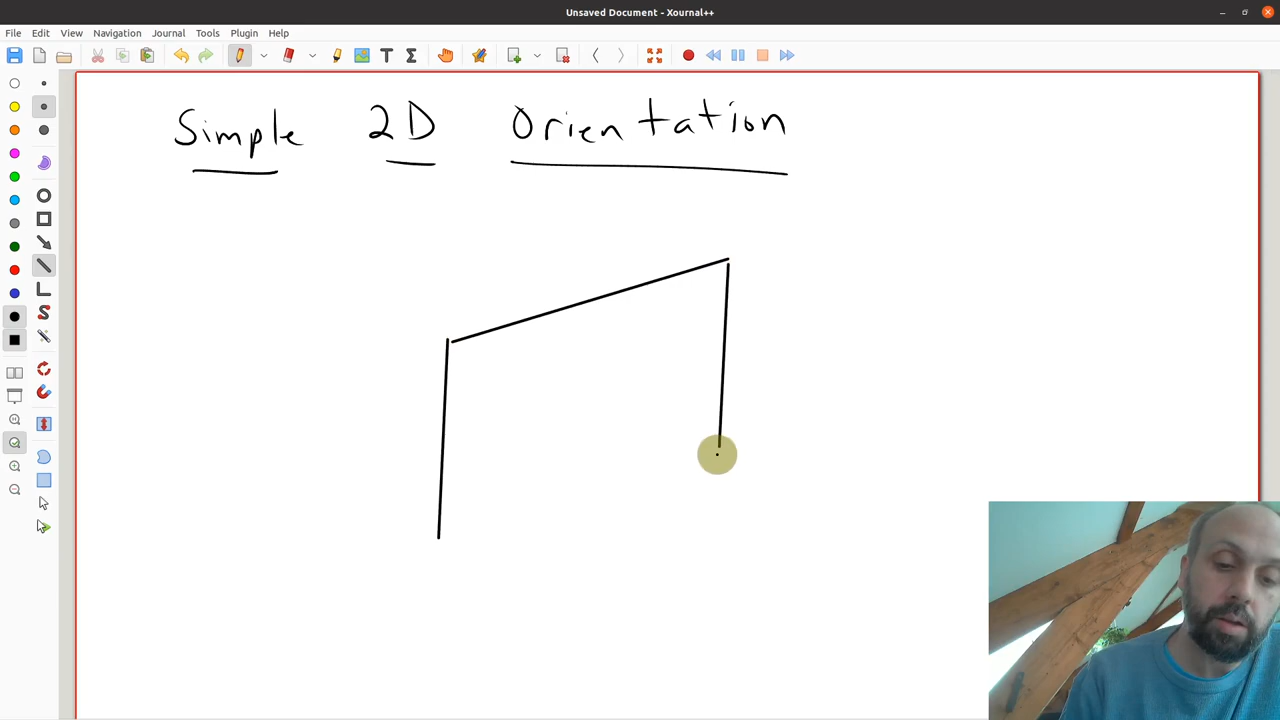 Unsaved Document - Xournal++
File Edit View Navigation Journal Tools Plugin Help
Simple 2D Orientation